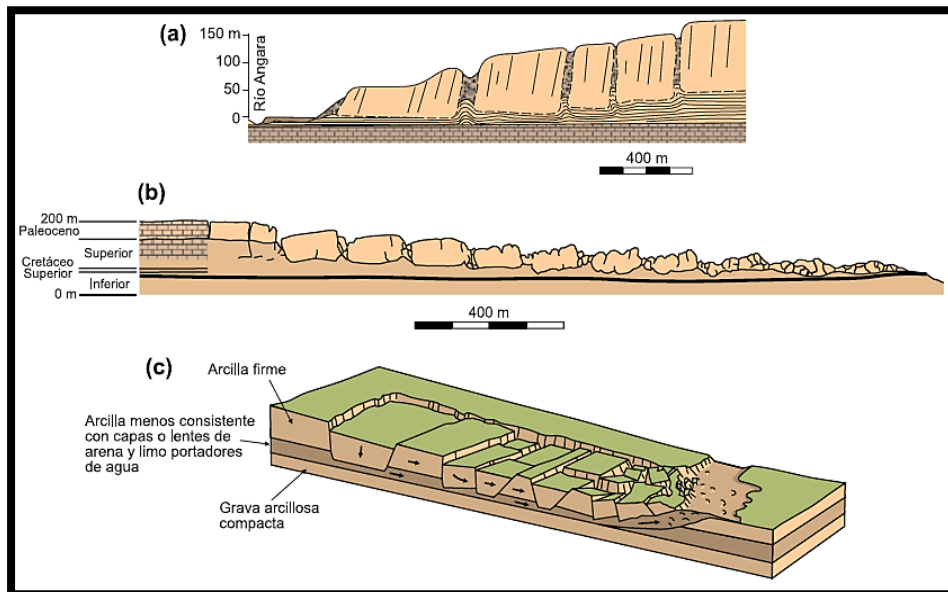 (a)
150 m
100
50
0
Río Angara
400 m
(b)
200 m
Paleoceno
Superior
Cretáceo
Superior
Inferior
0 m
400 m
(c)
Arcilla firme
Arcilla menos consistente
con capas o lentes de
arena y limo portadores
de agua
Grava arcillosa
compacta